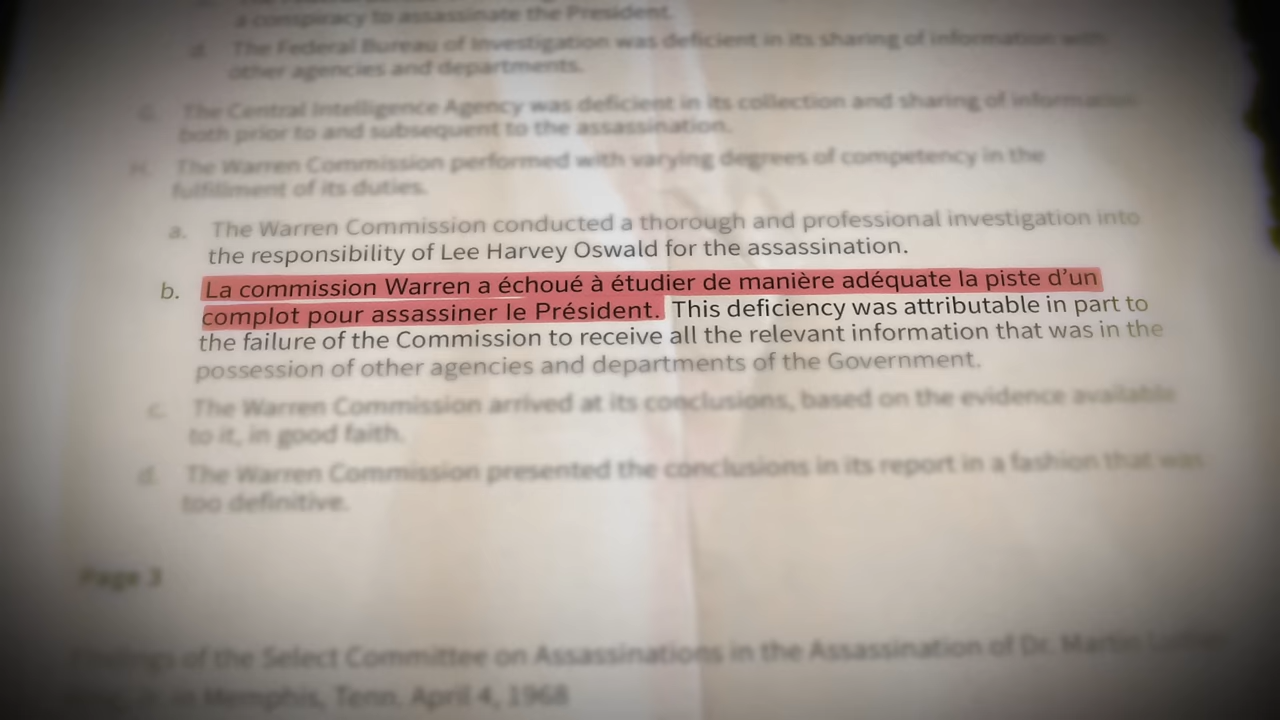 a conspiracy to assassinate the President.
d. The Federal Bureau of Investigation was deficient in its sharing of information with
other agencies and departments.
The Central Intelligence Agency was deficient in its collection and sharing of information
both prior to and subsequent to the assassination.
H. The Warren Commission performed with varying degrees of competency in the
fulfillment of its duties.
a. The Warren Commission conducted a thorough and professional investigation into
the responsibility of Lee Harvey Oswald for the assassination.
b. La commission Warren a échoué à étudier de manière adéquate la piste d’un
complot pour assassiner le Président. This deficiency was attributable in part to
the failure of the Commission to receive all the relevant information that was in the
possession of other agencies and departments of the Government.
c. The Warren Commission arrived at its conclusions, based on the evidence available
to it, in good faith.
d. The Warren Commission presented the conclusions in its report in a fashion that was
too definitive.
Page 3
Findings of the Select Committee on Assassinations in the Assassination of Dr. Martin Luther
in Memphis, Tenn. April 4, 1968